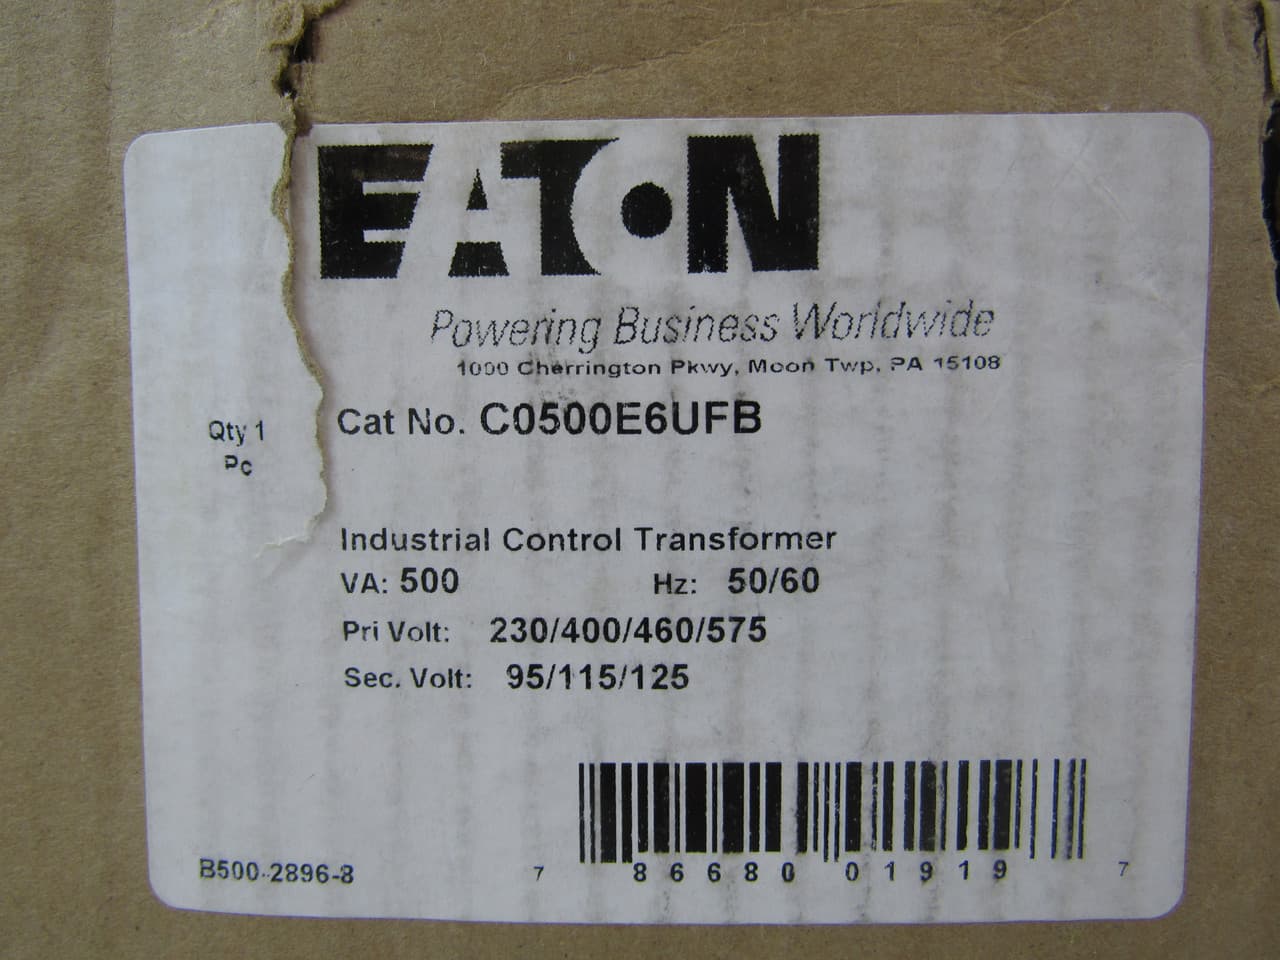 EATON
Powering Business Worldwide
1000 Cherrington Pkwy, Moon Twp, PA 15108
Cat No. C0500E6UFB
Qty 1
Pc
Industrial Control Transformer
VA: 500 Hz: 50/60
Pri Volt: 230/400/460/575
Sec. Volt: 95/115/125
B500-2896-8
7 86680 01919 7